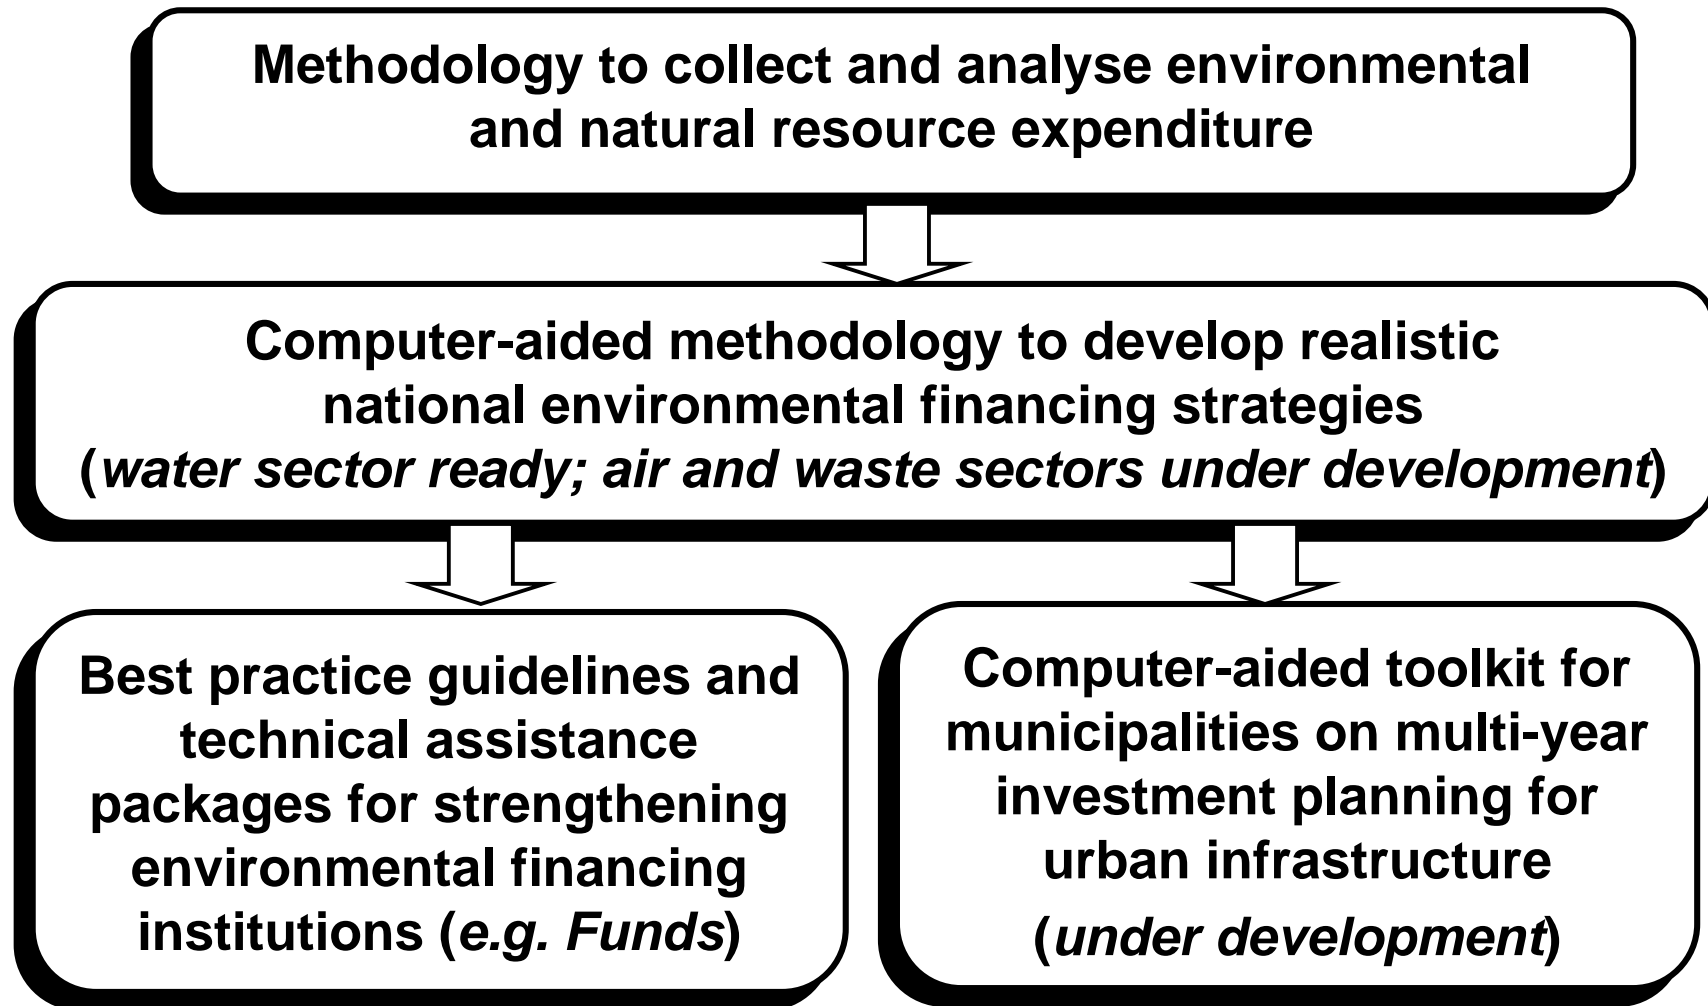 Methodology to collect and analyse environmental
and natural resource expenditure
Computer-aided methodology to develop realistic
national environmental financing strategies
(water sector ready; air and waste sectors under development)
Best practice guidelines and
technical assistance
packages for strengthening
environmental financing
institutions (e.g. Funds)
Computer-aided toolkit for
municipalities on multi-year
investment planning for
urban infrastructure
(under development)